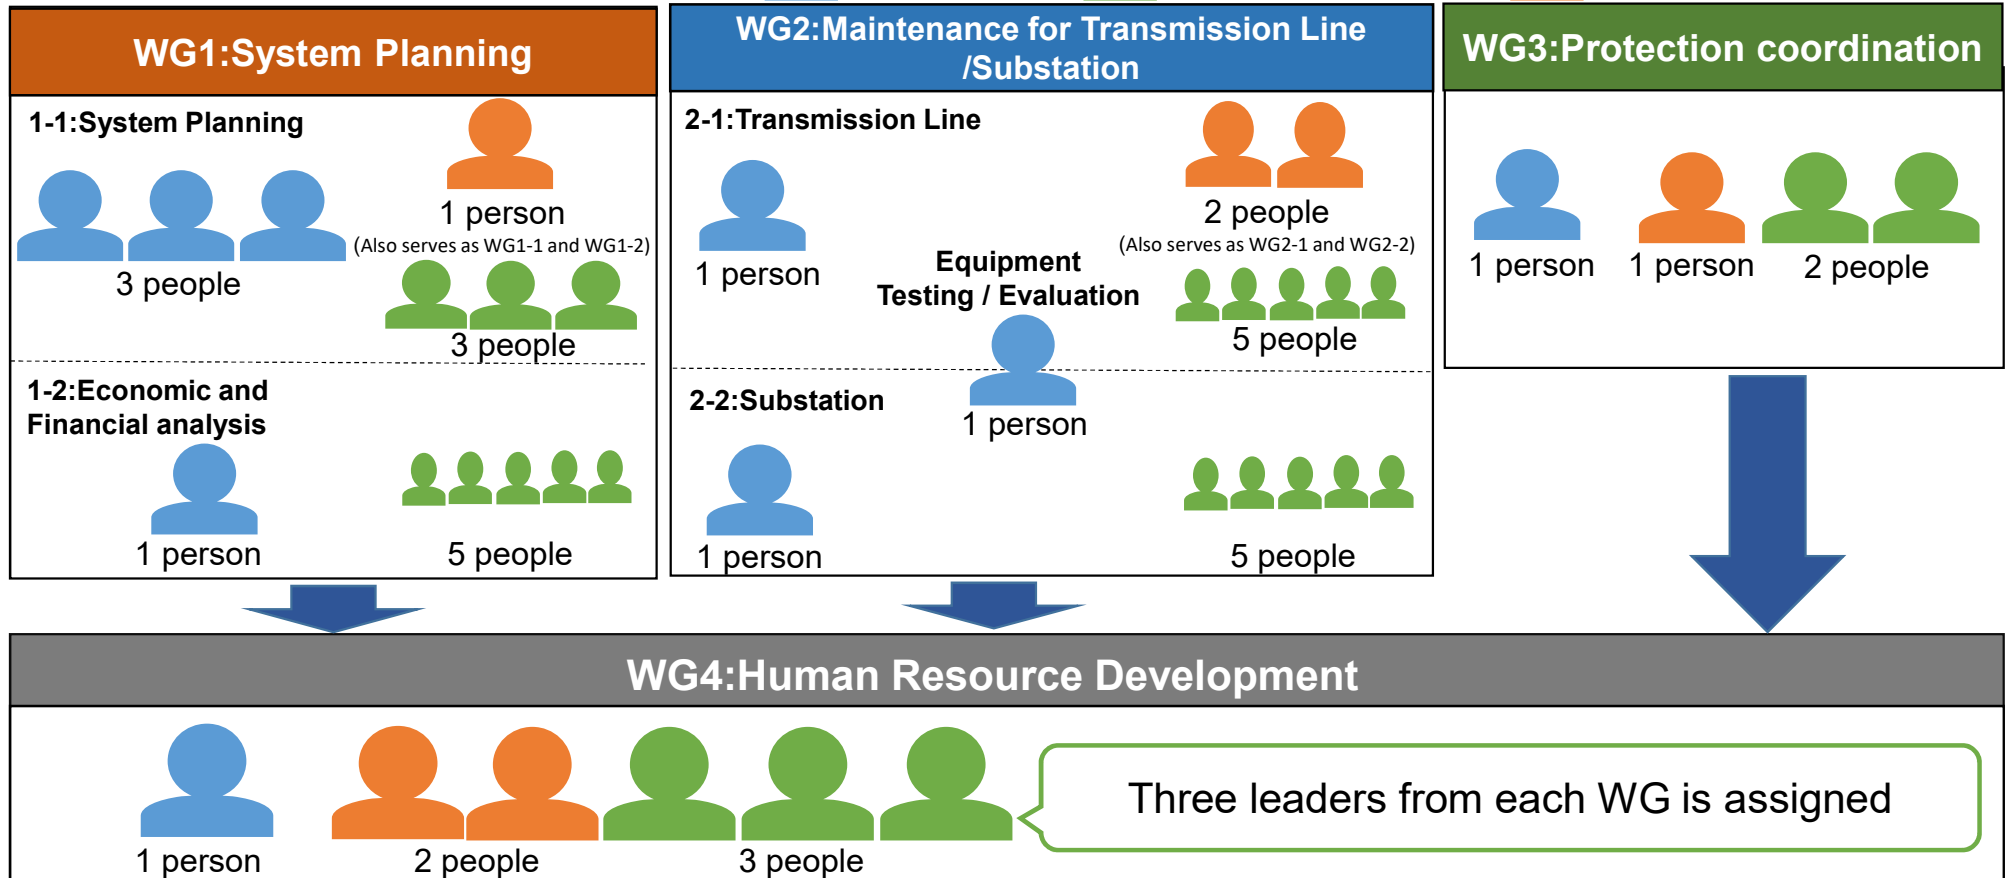 WG1:System Planning
1-1:System Planning
1 person
(Also serves as WG1-1 and WG1-2)
3 people
3 people
1-2:Economic and
Financial analysis
1 person
5 people
WG2:Maintenance for Transmission Line
/Substation
2-1:Transmission Line
2 people
(Also serves as WG2-1 and WG2-2)
1 person
Equipment
Testing / Evaluation
5 people
1 person
2-2:Substation
1 person
5 people
WG3:Protection coordination
1 person
1 person
2 people
WG4:Human Resource Development
1 person
2 people
3 people
Three leaders from each WG is assigned